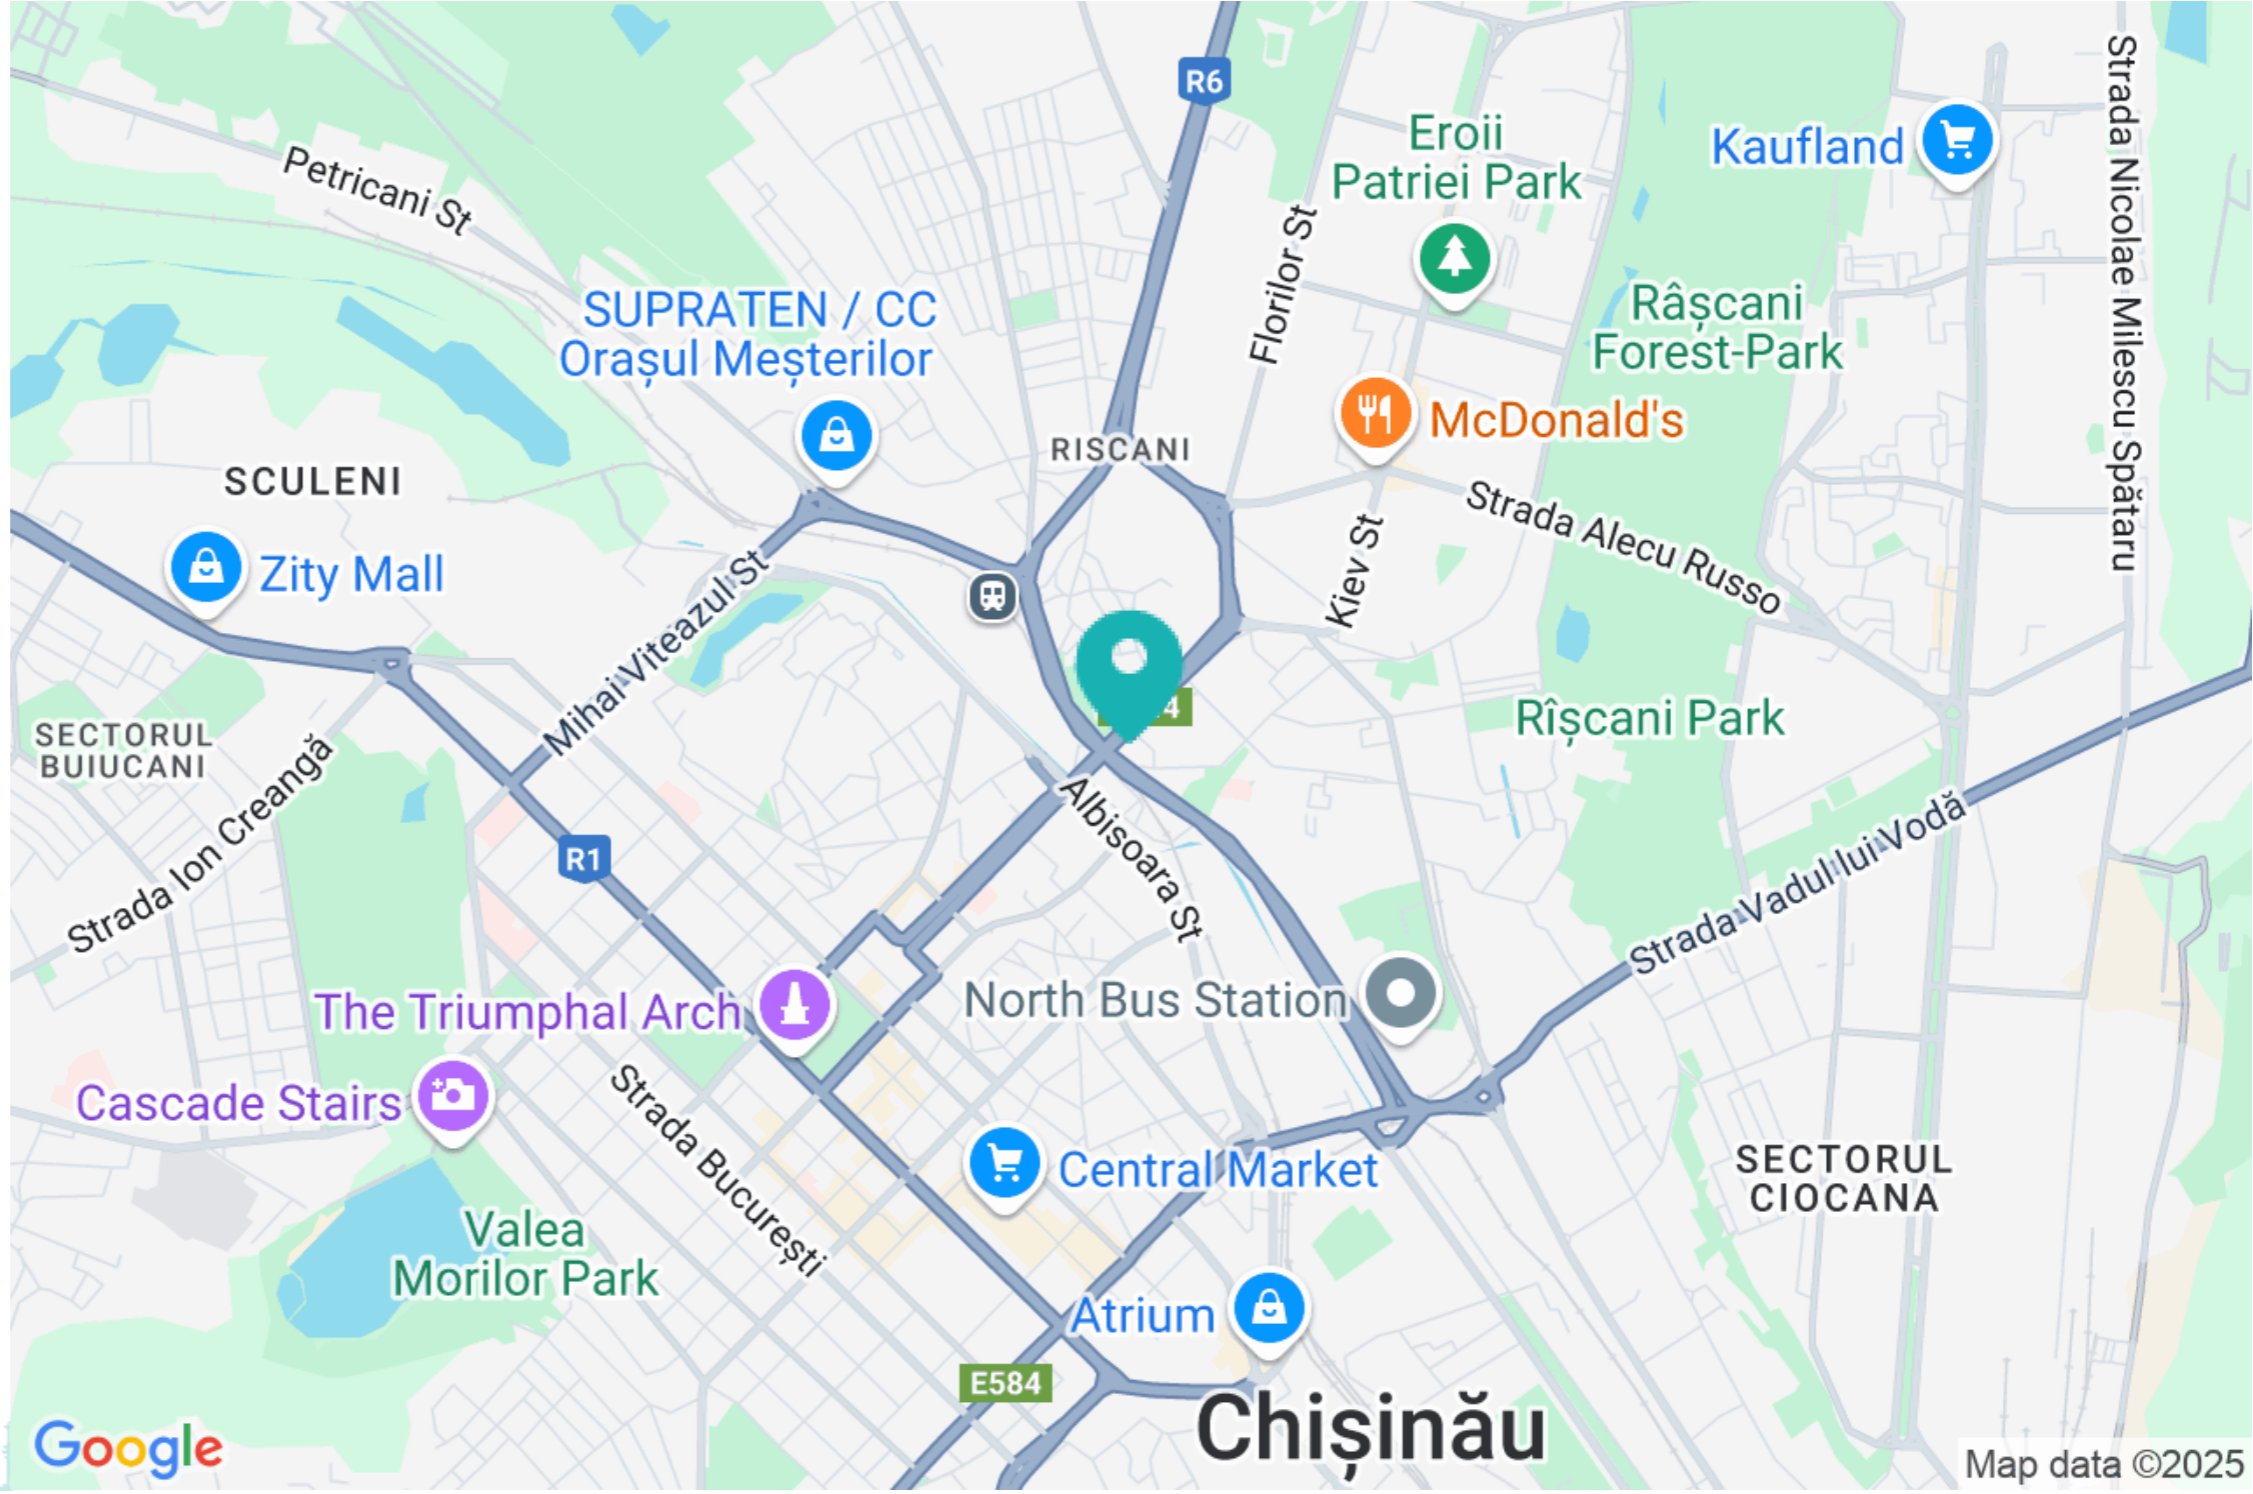 R6
Strada Nicolae Milescu Spătaru
Eroii
Patriei Park
Kaufland
Petricani St
Florilor St
SUPRATEN / CC
Orașul Meșterilor
Râșcani
Forest-Park
McDonald's
RISCANI
SCULENI
Strada Alecu Russo
Zity Mall
Kiev St
Mihai Viteazul St
4
Rîșcani Park
SECTORUL
BUIUCANI
Strada Ion Creangă
Albisoara St
R1
Strada Vadul lui Vodă
North Bus Station
The Triumphal Arch
Cascade Stairs
Strada București
Central Market
SECTORUL
CIOCANA
Valea
Morilor Park
Atrium
E584
Chișinău
Google
Map data ©2025